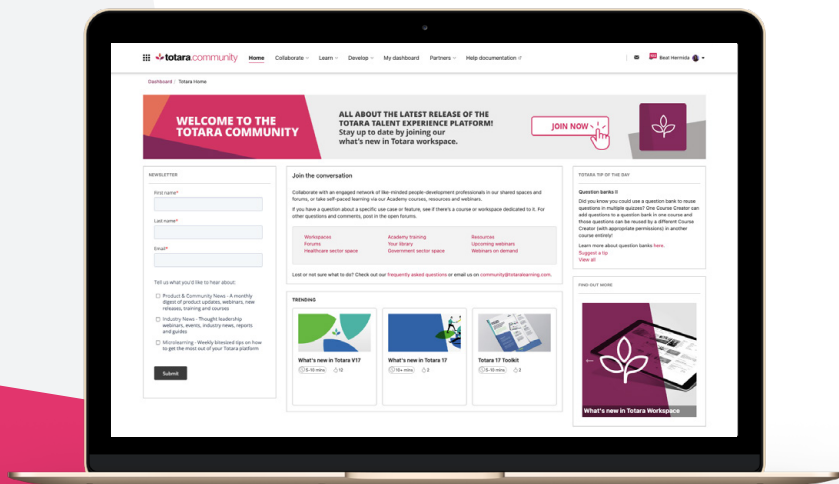 totara.community
Home
Collaborate
Learn
Develop
My dashboard
Partners
Help documentation
Beat Hermida
Dashboard
Totara Home
WELCOME TO THE
TOTARA COMMUNITY
ALL ABOUT THE LATEST RELEASE OF THE
TOTARA TALENT EXPERIENCE PLATFORM!
Stay up to date by joining our
what's new in Totara workspace.
JOIN NOW
NEWSLETTER
First name*
Last name*
Email*
Tell us what you'd like to hear about:
Product & Community News - A monthly
digest of product updates, webinars, new
releases, training and courses
Industry News - Thought leadership
webinars, events, industry news, reports
and guides
Microlearning - Weekly bitesized tips on how
to get the most out of your Totara platform
Submit
Join the conversation
Collaborate with an engaged network of like-minded people-development professionals in our shared spaces and
forums, or take self-paced learning via our Academy courses, resources and webinars.
If you have a question about a specific use case or feature, see if there's a course or workspace dedicated to it. For
other questions and comments, post in the open forums.
Workspaces
Forums
Healthcare sector space
Academy training
Your library
Government sector space
Resources
Upcoming webinars
Webinars on demand
Lost or not sure what to do? Check out our frequently asked questions or email us on community@totaralearning.com.
TRENDING
What's new in Totara V17
5-10 mins
12
What's new in Totara 17
10+ mins
2
Totara 17 Toolkit
5-10 mins
2
TOTARA TIP OF THE DAY
Question banks II
Did you know you could use a question bank to reuse
questions in multiple quizzes? One Course Creator can
add questions to a question bank in one course and
those questions can be reused by a different Course
Creator (with appropriate permissions) in another
course entirely!
Learn more about question banks here.
Suggest a tip
View all
FIND OUT MORE
What's new in Totara Workspace